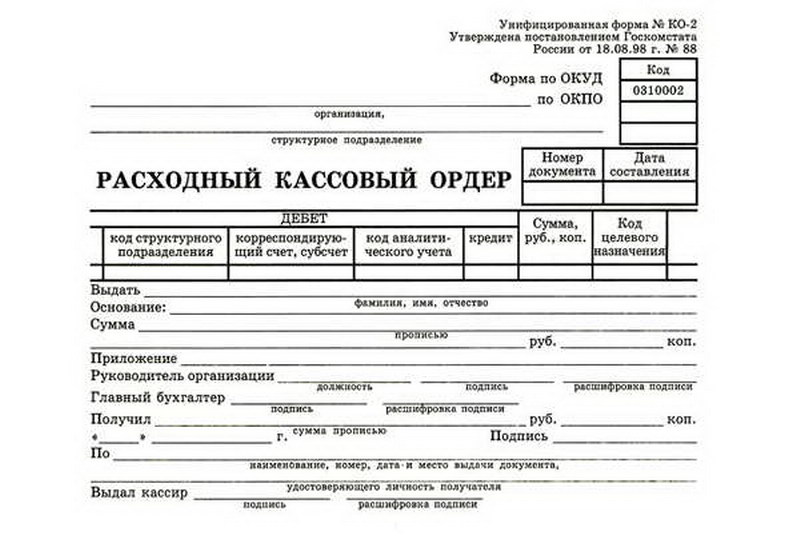 Унифицированная форма № КО-2
Утверждена постановлением Госкомстата
России от 18.08.98 г. № 88
Код
Форма по ОКУД 0310002
по ОКПО
организация,
структурное подразделение
РАСХОДНЫЙ КАССОВЫЙ ОРДЕР
Номер документа
Дата составления
ДЕБЕТ
код структурного подразделения
корреспондирую-
щий счет, субсчет
код аналити-
ческого учета
кредит
Сумма,
руб., коп.
Код
целевого
назначения
Выдать
фамилия, имя, отчество
Основание:
Сумма
прописью
руб. коп.
Приложение
Руководитель организации
должность подпись расшифровка подписи
Главный бухгалтер
подпись расшифровка подписи
Получил руб. коп.
сумма прописью
« » г. Подпись
По
наименование, номер, дата и место выдачи документа,
удостоверяющего личность получателя
Выдал кассир
подпись расшифровка подписи